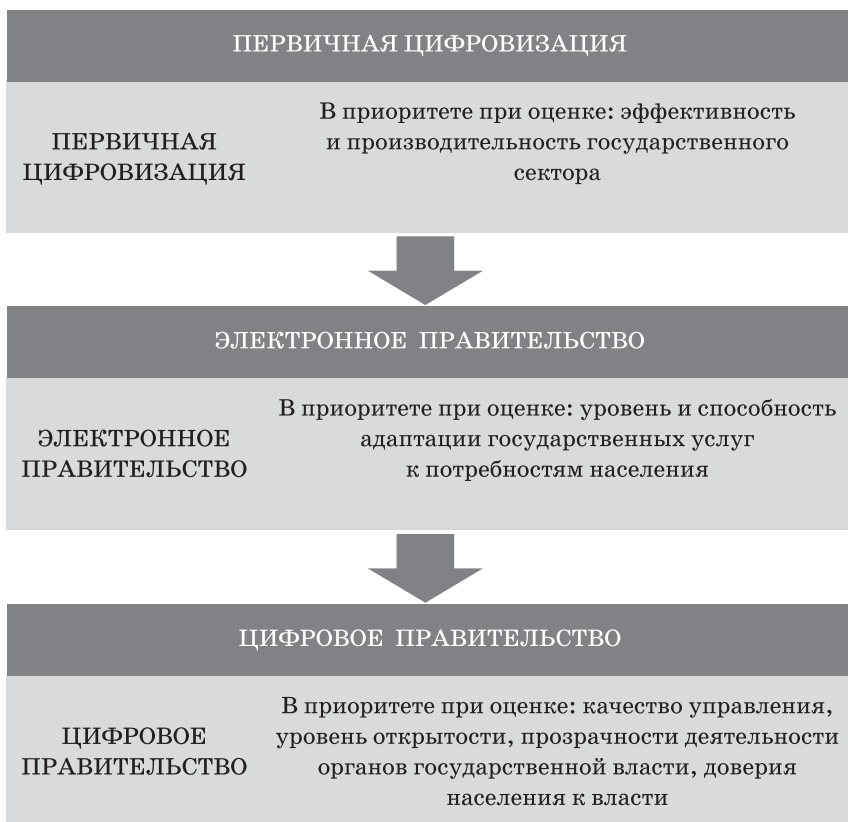 ПЕРВИЧНАЯ ЦИФРОВИЗАЦИЯ
ПЕРВИЧНАЯ
ЦИФРОВИЗАЦИЯ
В приоритете при оценке: эффективность
и производительность государственного
сектора
ЭЛЕКТРОННОЕ ПРАВИТЕЛЬСТВО
ЭЛЕКТРОННОЕ
ПРАВИТЕЛЬСТВО
В приоритете при оценке: уровень и способность
адаптации государственных услуг
к потребностям населения
ЦИФРОВОЕ ПРАВИТЕЛЬСТВО
ЦИФРОВОЕ
ПРАВИТЕЛЬСТВО
В приоритете при оценке: качество управления,
уровень открытости, прозрачности деятельности
органов государственной власти, доверия
населения к власти